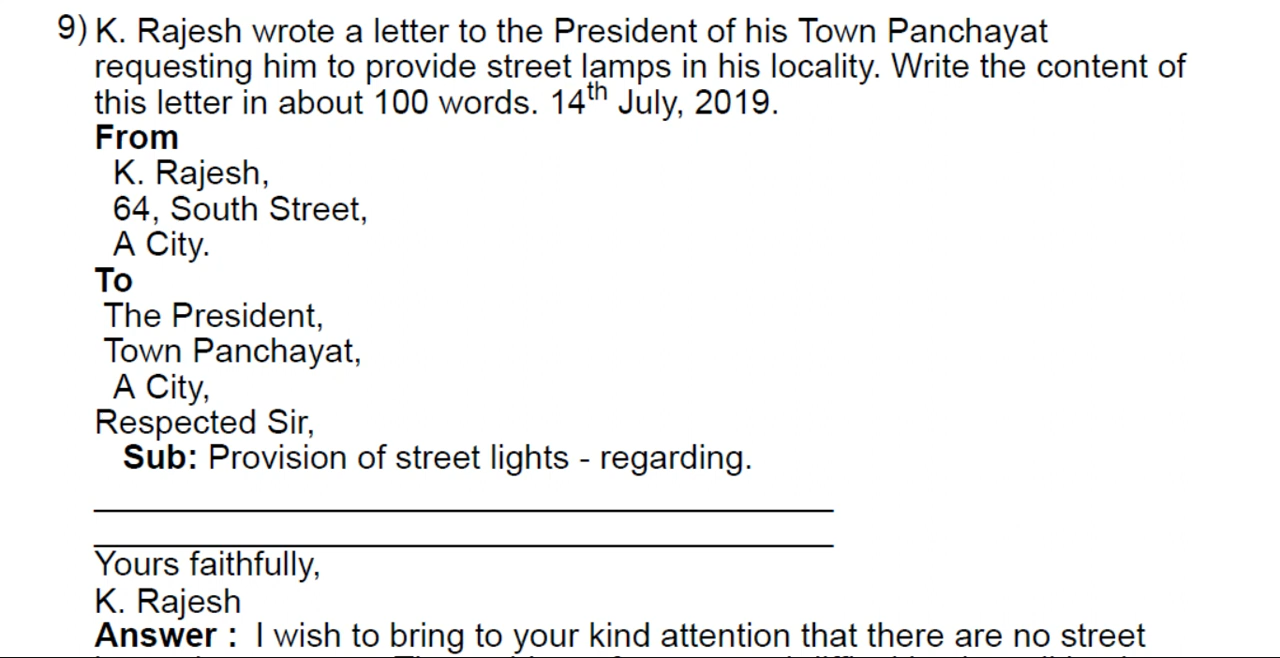 9) K. Rajesh wrote a letter to the President of his Town Panchayat
requesting him to provide street lamps in his locality. Write the content of
this letter in about 100 words. 14th July, 2019.
From
K. Rajesh,
64, South Street,
A City.
To
The President,
Town Panchayat,
A City,
Respected Sir,
Sub: Provision of street lights - regarding.
Yours faithfully,
K. Rajesh
Answer : I wish to bring to your kind attention that there are no street